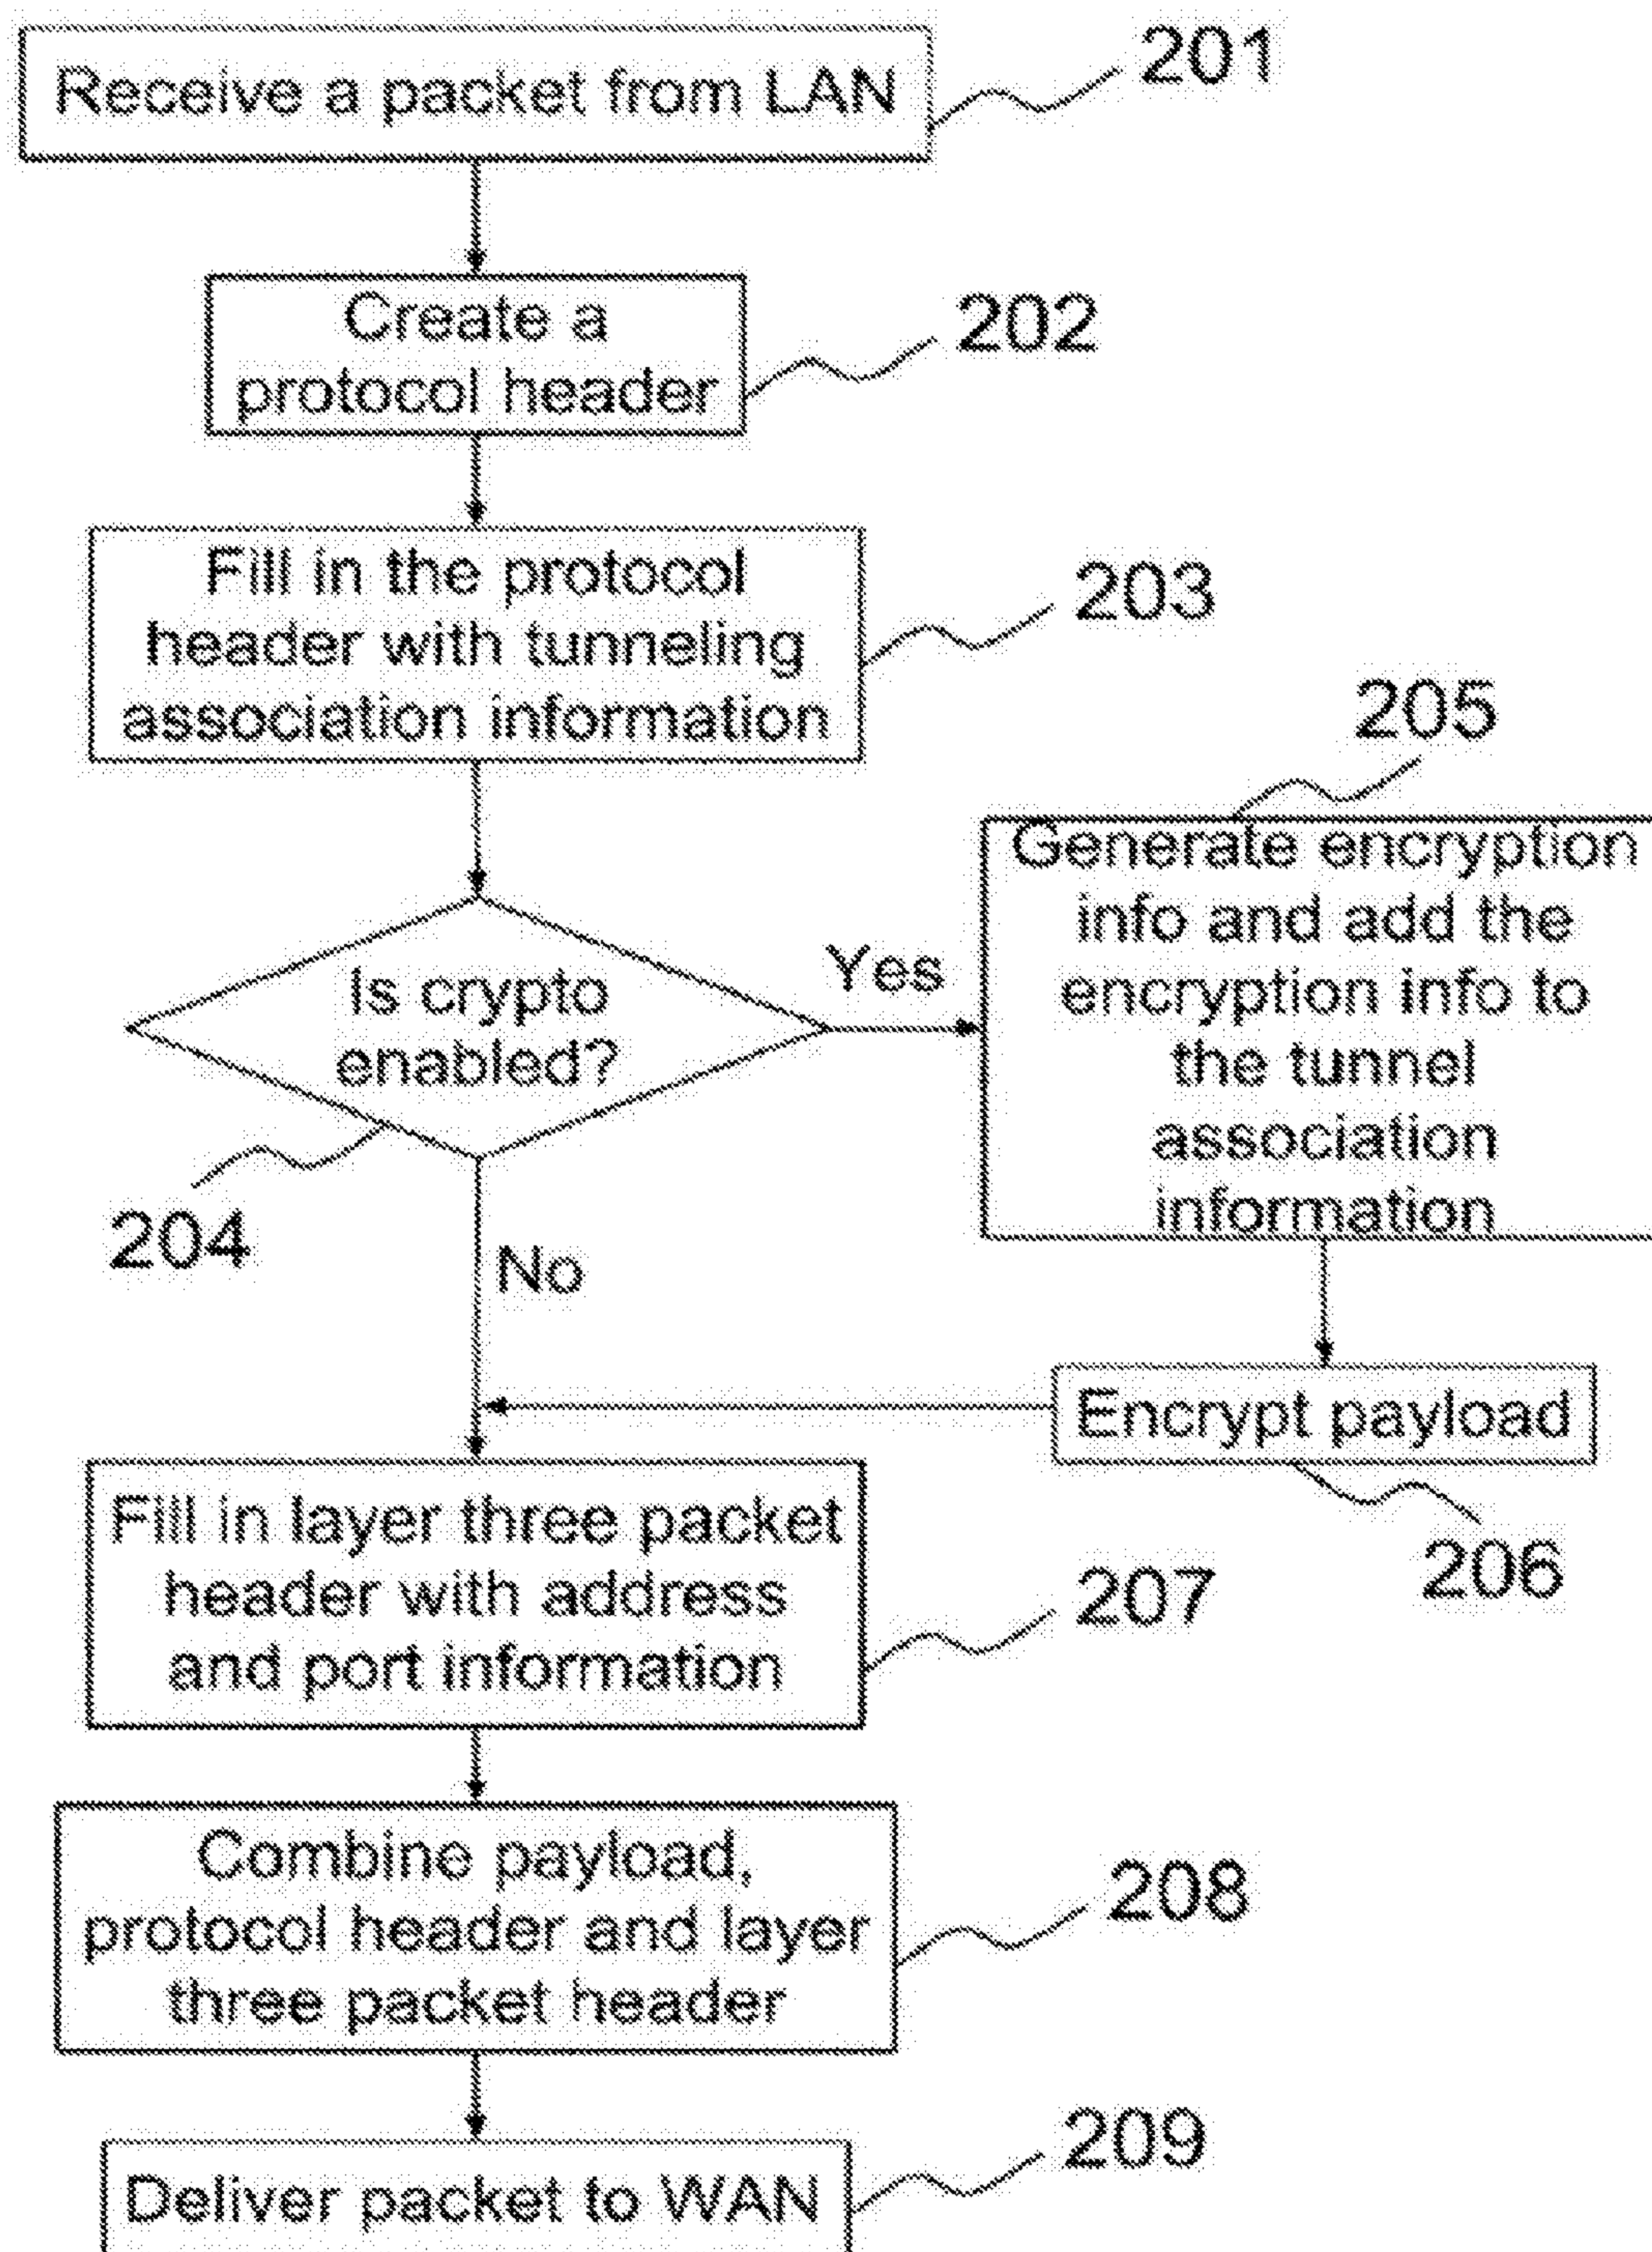 Receive a packet from LAN
201
Create a
protocol header
202
Fill in the protocol
header with tunneling
association information
203
Is crypto
enabled?
204
Yes
No
205
Generate encryption
info and add the
encryption info to
the tunnel
association
information
Encrypt payload
206
Fill in layer three packet
header with address
and port information
207
Combine payload,
protocol header and layer
three packet header
208
Deliver packet to WAN
209